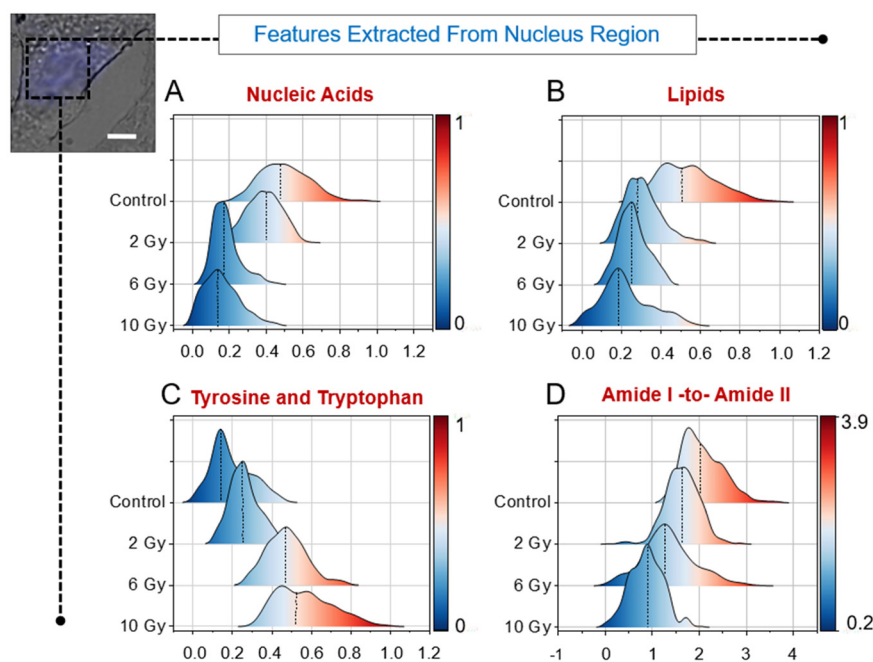 Features Extracted From Nucleus Region
A
Nucleic Acids
1
0
Control
2 Gy
6 Gy
10 Gy
0.0 0.2 0.4 0.6 0.8 1.0 1.2
B
Lipids
1
0
Control
2 Gy
6 Gy
10 Gy
0.0 0.2 0.4 0.6 0.8 1.0 1.2
C
Tyrosine and Tryptophan
1
0
Control
2 Gy
6 Gy
10 Gy
0.0 0.2 0.4 0.6 0.8 1.0 1.2
D
Amide I -to- Amide II
3.9
0.2
Control
2 Gy
6 Gy
10 Gy
-1 0 1 2 3 4